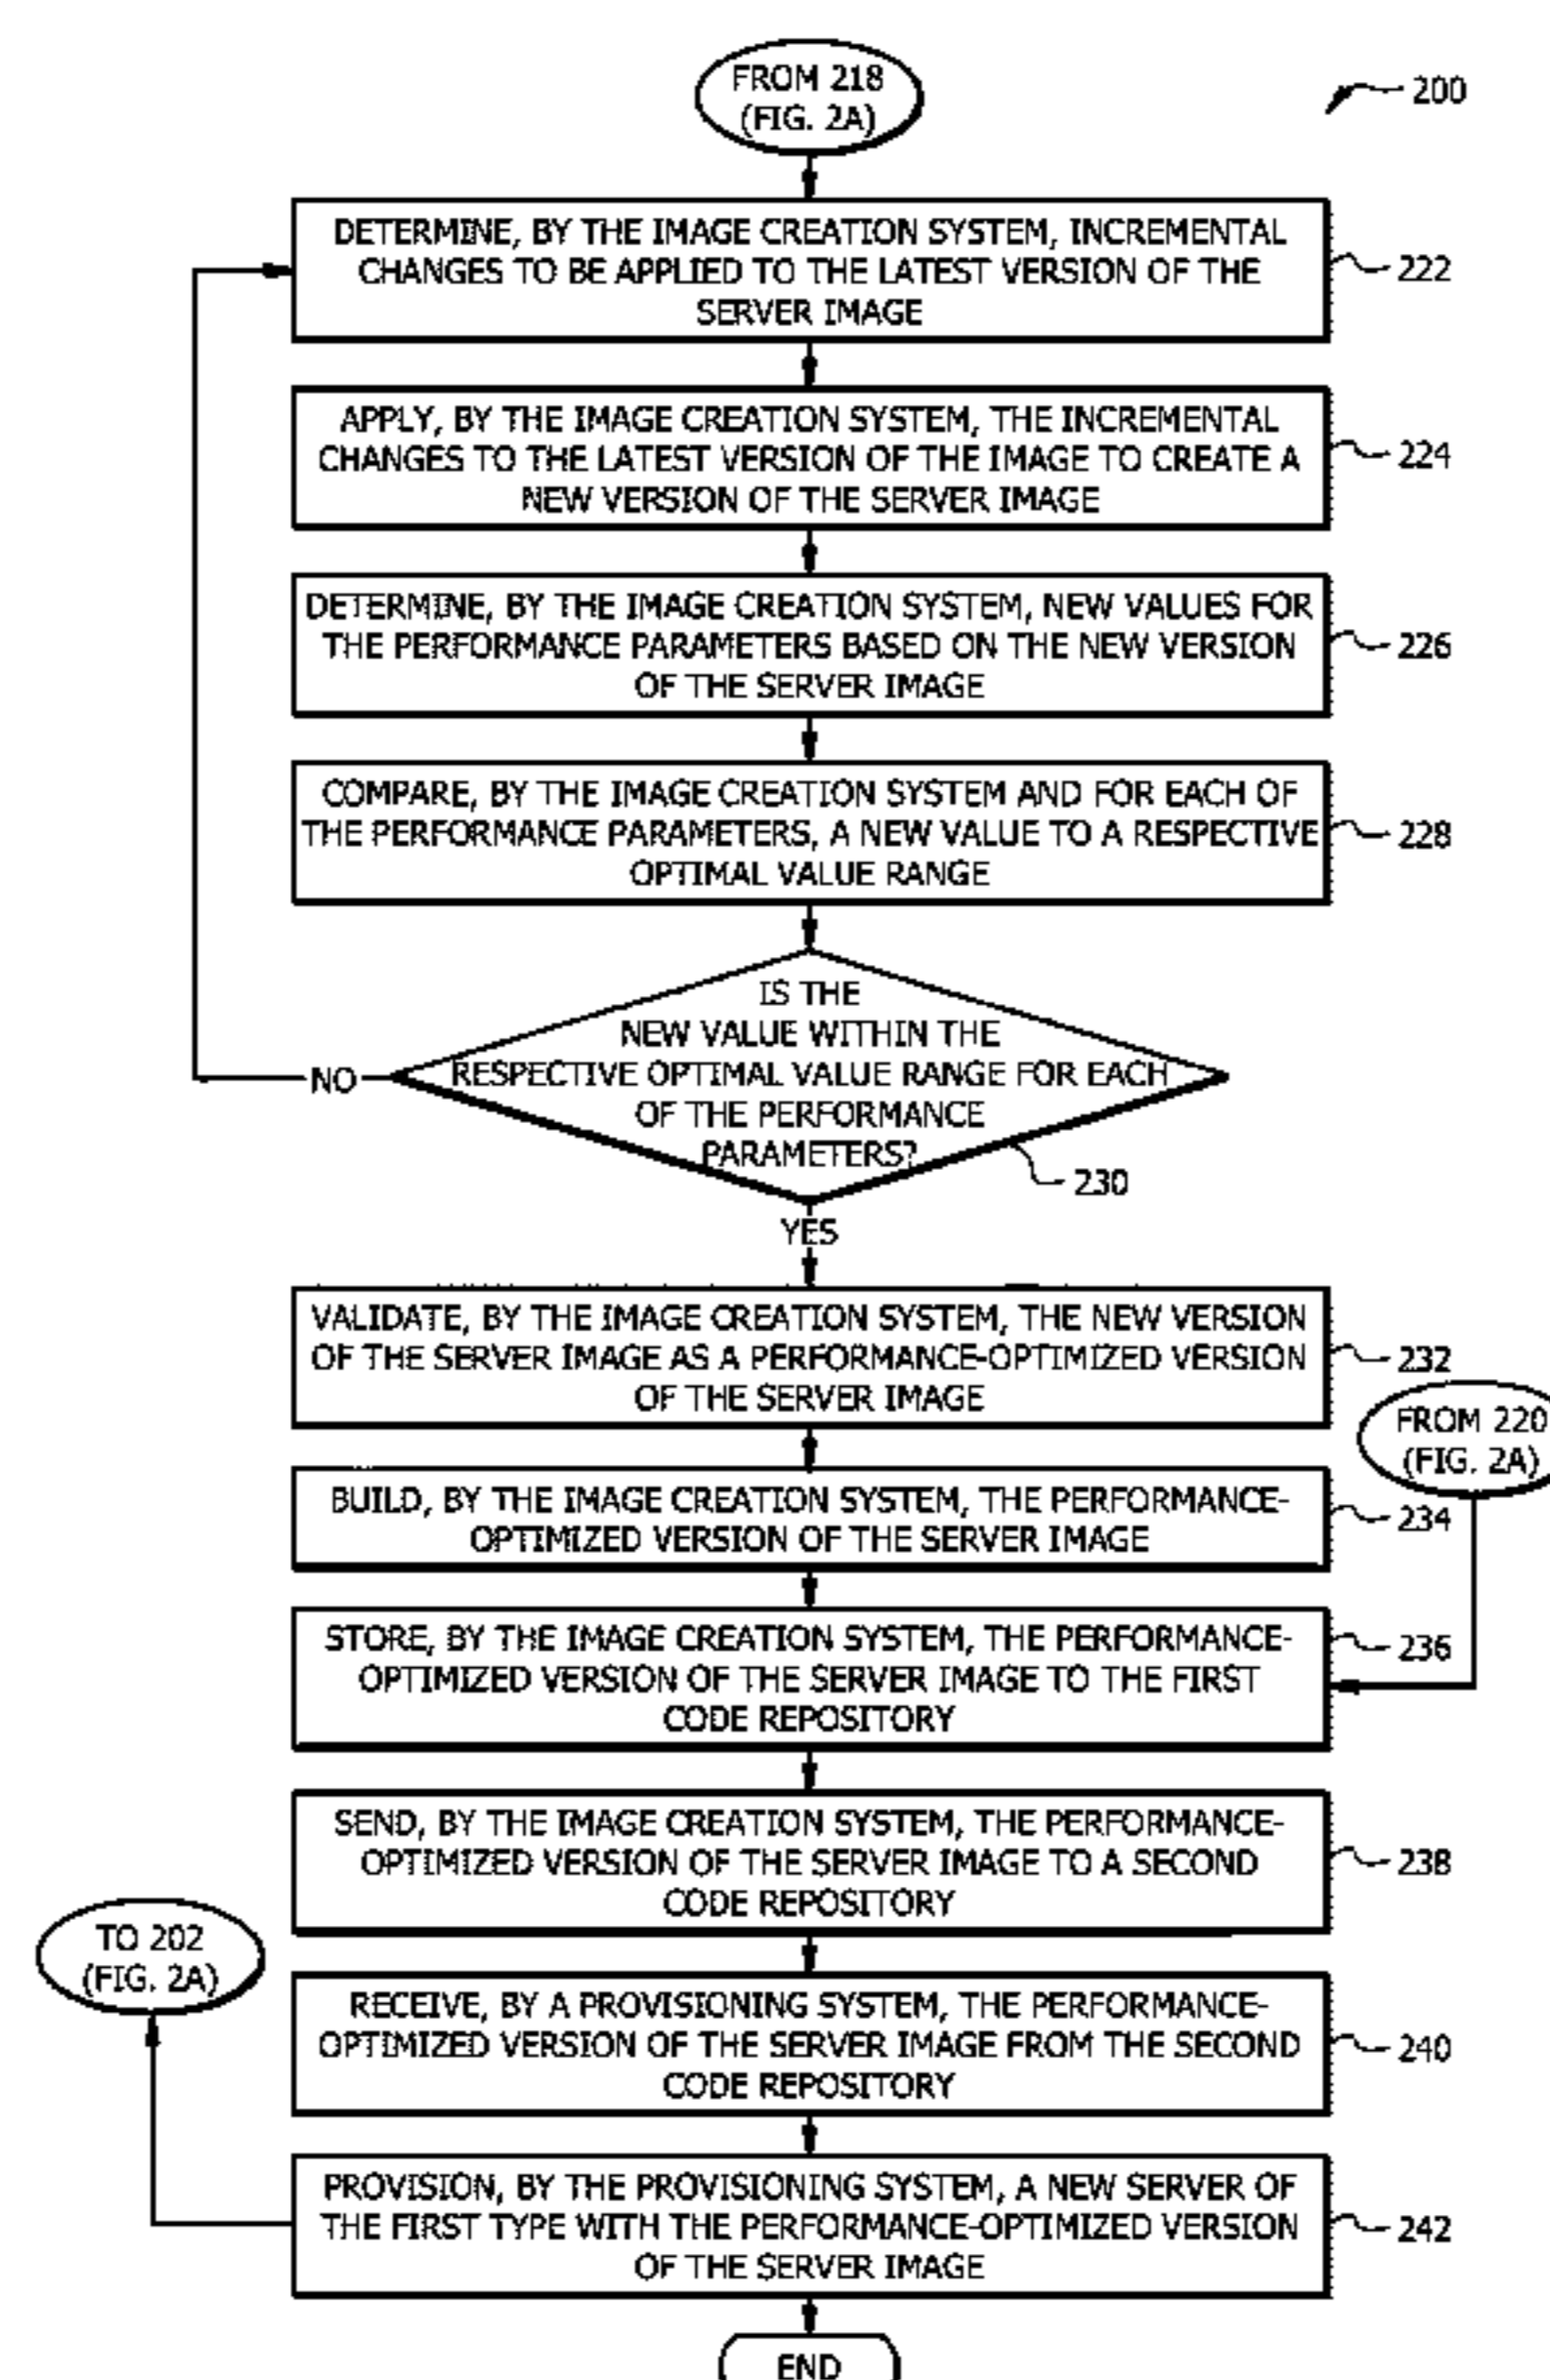 FROM 218
(FIG. 2A)
200
DETERMINE, BY THE IMAGE CREATION SYSTEM, INCREMENTAL
CHANGES TO BE APPLIED TO THE LATEST VERSION OF THE
SERVER IMAGE
222
APPLY, BY THE IMAGE CREATION SYSTEM, THE INCREMENTAL
CHANGES TO THE LATEST VERSION OF THE IMAGE TO CREATE A
NEW VERSION OF THE SERVER IMAGE
224
DETERMINE, BY THE IMAGE CREATION SYSTEM, NEW VALUES FOR
THE PERFORMANCE PARAMETERS BASED ON THE NEW VERSION
OF THE SERVER IMAGE
226
COMPARE, BY THE IMAGE CREATION SYSTEM AND FOR EACH OF
THE PERFORMANCE PARAMETERS, A NEW VALUE TO A RESPECTIVE
OPTIMAL VALUE RANGE
228
IS THE
NEW VALUE WITHIN THE
RESPECTIVE OPTIMAL VALUE RANGE FOR EACH
OF THE PERFORMANCE
PARAMETERS?
NO
230
YES
VALIDATE, BY THE IMAGE CREATION SYSTEM, THE NEW VERSION
OF THE SERVER IMAGE AS A PERFORMANCE-OPTIMIZED VERSION
OF THE SERVER IMAGE
232
FROM 220
(FIG. 2A)
BUILD, BY THE IMAGE CREATION SYSTEM, THE PERFORMANCE-
OPTIMIZED VERSION OF THE SERVER IMAGE
234
STORE, BY THE IMAGE CREATION SYSTEM, THE PERFORMANCE-
OPTIMIZED VERSION OF THE SERVER IMAGE TO THE FIRST
CODE REPOSITORY
236
SEND, BY THE IMAGE CREATION SYSTEM, THE PERFORMANCE-
OPTIMIZED VERSION OF THE SERVER IMAGE TO A SECOND
CODE REPOSITORY
238
TO 202
(FIG. 2A)
RECEIVE, BY A PROVISIONING SYSTEM, THE PERFORMANCE-
OPTIMIZED VERSION OF THE SERVER IMAGE FROM THE SECOND
CODE REPOSITORY
240
PROVISION, BY THE PROVISIONING SYSTEM, A NEW SERVER OF
THE FIRST TYPE WITH THE PERFORMANCE-OPTIMIZED VERSION
OF THE SERVER IMAGE
242
END